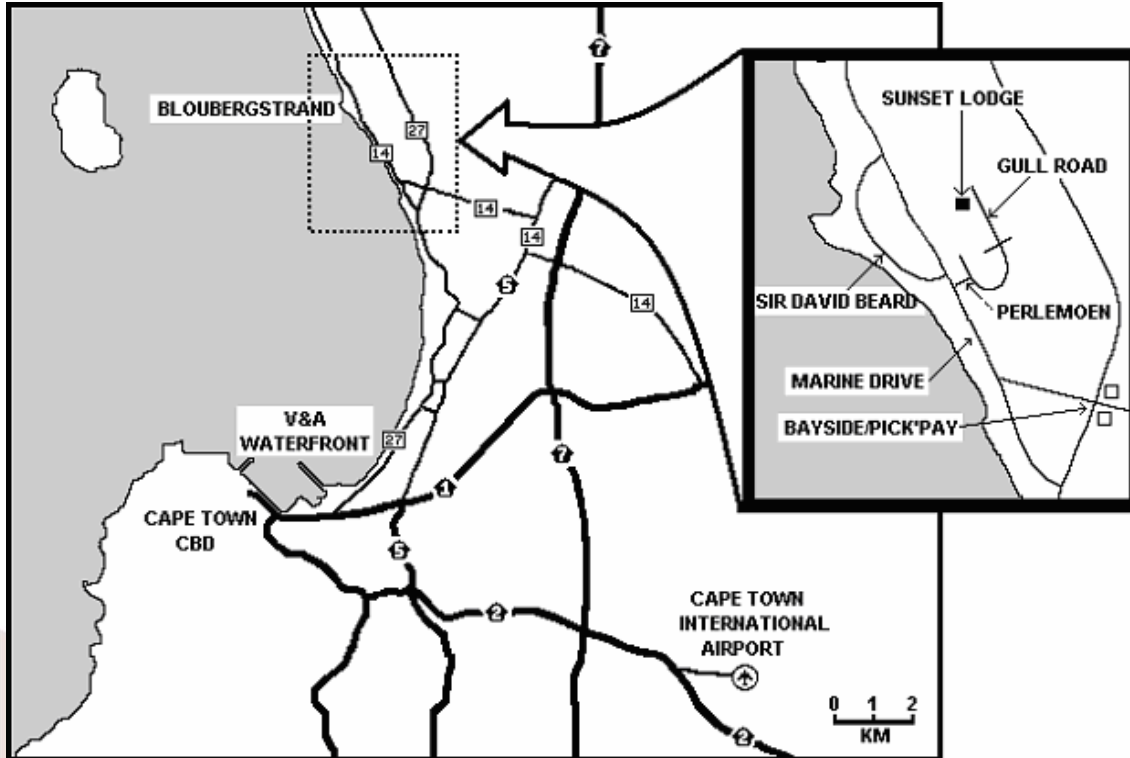 7
BLOUBERGSTRAND
27
14
14
14
5
14
V&A
WATERFRONT
27
7
1
CAPE TOWN
CBD
5
2
CAPE TOWN
INTERNATIONAL
AIRPORT
2
0 1 2
KM
SUNSET LODGE
GULL ROAD
SIR DAVID BEARD
PERLEMOEN
MARINE DRIVE
BAYSIDE/PICK'PAY